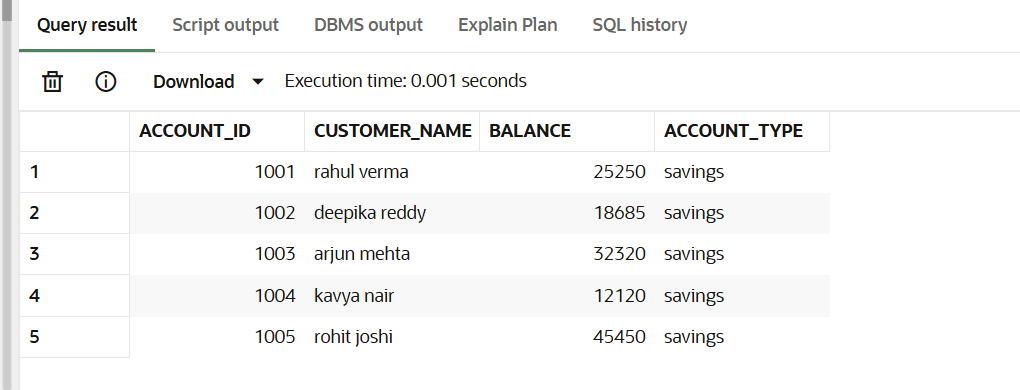 Query result Script output DBMS output Explain Plan SQL history
Download Execution time: 0.001 seconds
ACCOUNT_ID CUSTOMER_NAME BALANCE ACCOUNT_TYPE
1 1001 rahul verma 25250 savings
2 1002 deepika reddy 18685 savings
3 1003 arjun mehta 32320 savings
4 1004 kavya nair 12120 savings
5 1005 rohit joshi 45450 savings